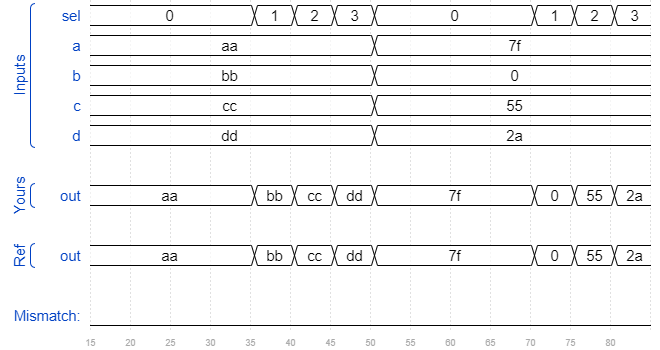 Inputs
sel 0 1 2 3 0 1 2 3
a aa 7f
b bb 0
c cc 55
d dd 2a
Yours
out aa bb cc dd 7f 0 55 2a
Ref
out aa bb cc dd 7f 0 55 2a
Mismatch:
15 20 25 30 35 40 45 50 55 60 65 70 75 80